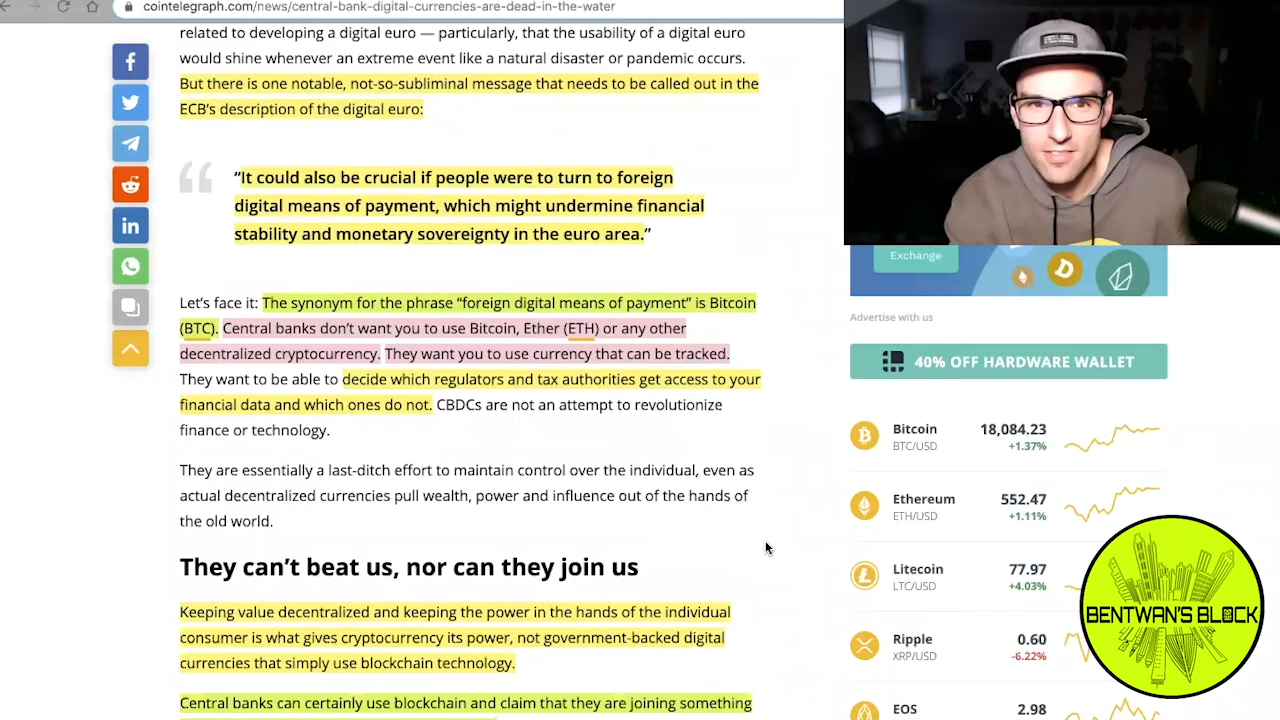 cointelegraph.com/news/central-bank-digital-currencies-are-dead-in-the-water
related to developing a digital euro — particularly, that the usability of a digital euro
would shine whenever an extreme event like a natural disaster or pandemic occurs.
But there is one notable, not-so-subliminal message that needs to be called out in the
ECB’s description of the digital euro:
“It could also be crucial if people were to turn to foreign
digital means of payment, which might undermine financial
stability and monetary sovereignty in the euro area.”
Let’s face it: The synonym for the phrase “foreign digital means of payment” is Bitcoin
(BTC). Central banks don’t want you to use Bitcoin, Ether (ETH) or any other
decentralized cryptocurrency. They want you to use currency that can be tracked.
They want to be able to decide which regulators and tax authorities get access to your
financial data and which ones do not. CBDCs are not an attempt to revolutionize
finance or technology.
They are essentially a last-ditch effort to maintain control over the individual, even as
actual decentralized currencies pull wealth, power and influence out of the hands of
the old world.
They can’t beat us, nor can they join us
Keeping value decentralized and keeping the power in the hands of the individual
consumer is what gives cryptocurrency its power, not government-backed digital
currencies that simply use blockchain technology.
Central banks can certainly use blockchain and claim that they are joining something
Exchange
Advertise with us
40% OFF HARDWARE WALLET
Bitcoin 18,084.23
BTC/USD +1.37%
Ethereum 552.47
ETH/USD +1.11%
Litecoin 77.97
LTC/USD +4.03%
Ripple 0.60
XRP/USD -6.22%
EOS 2.98
BENTWAN'S BLOCK